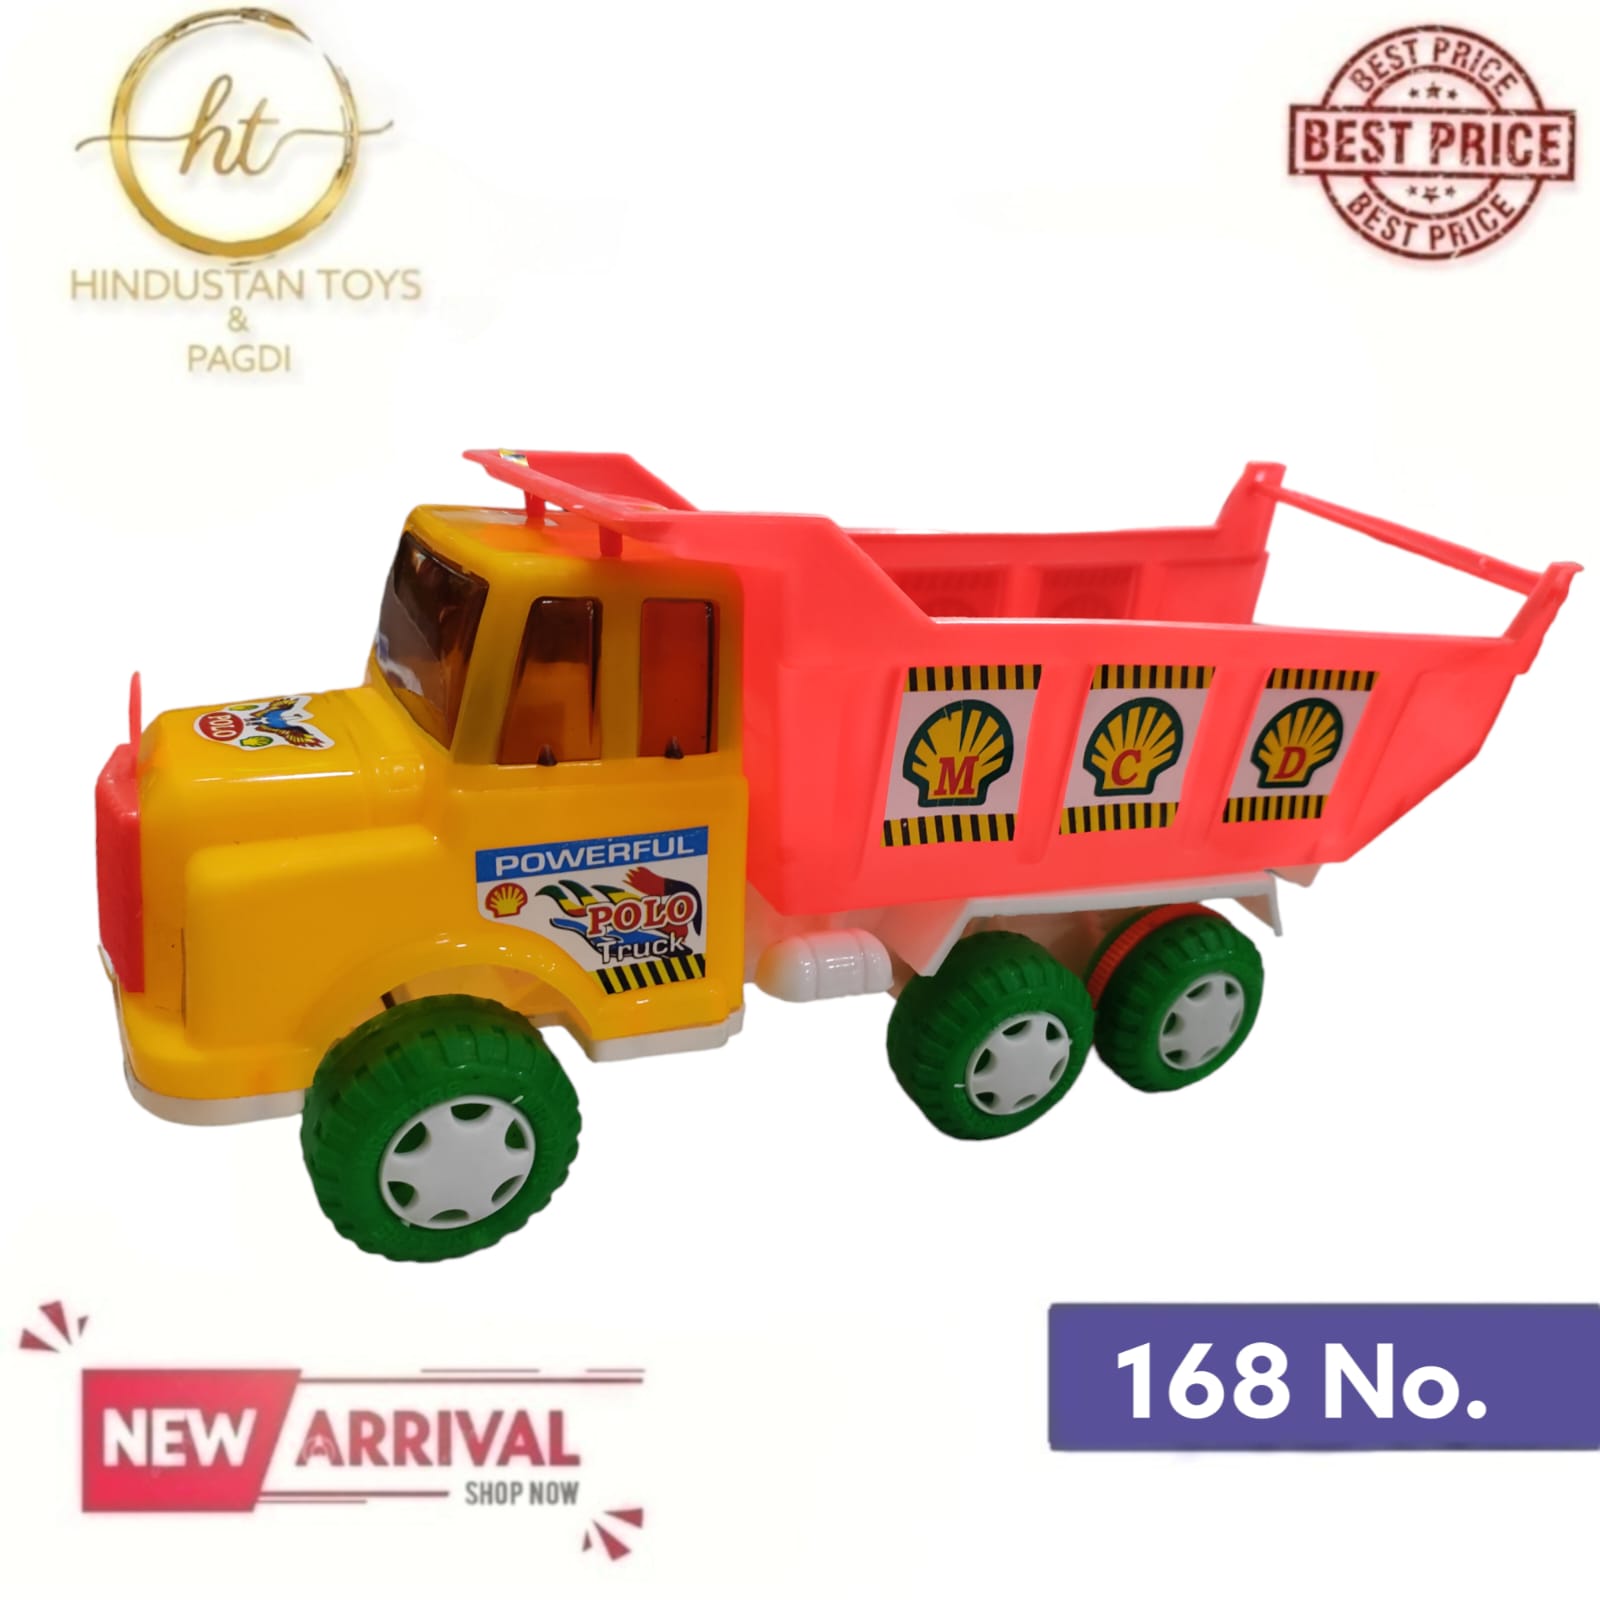 ht
HINDUSTAN TOYS
&
PAGDI
BEST PRICE
BEST PRICE
BEST PRICE
POLO
M
C
D
POWERFUL
POLO
Truck
NEW ARRIVAL
SHOP NOW
168 No.